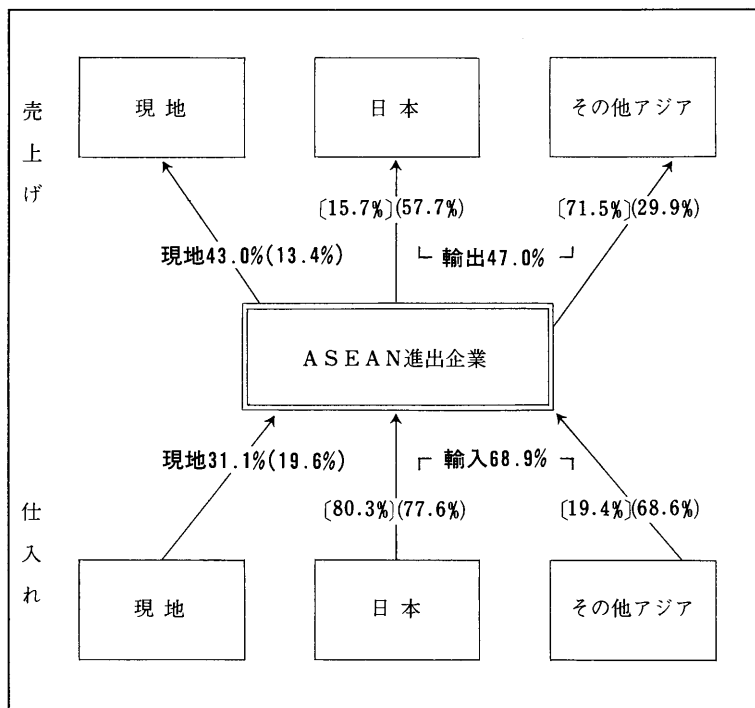 売上げ
現地
日本
その他アジア
〔15.7%〕(57.7%)
〔71.5%〕(29.9%)
現地43.0%(13.4%)
輸出47.0%
ASEAN進出企業
現地31.1%(19.6%)
輸入68.9%
〔80.3%〕(77.6%)
〔19.4%〕(68.6%)
仕入れ
現地
日本
その他アジア